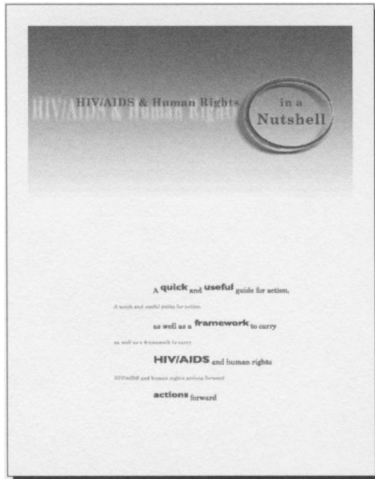 HIV/AIDS & Human Rights in a
HIV/AIDS & Human Rights
Nutshell
A quick and useful guide for action,
A quick and useful guide for action,
as well as a framework to carry
as well as a framework to carry
HIV/AIDS and human rights
HIV/AIDS and human rights actions forward
actions forward